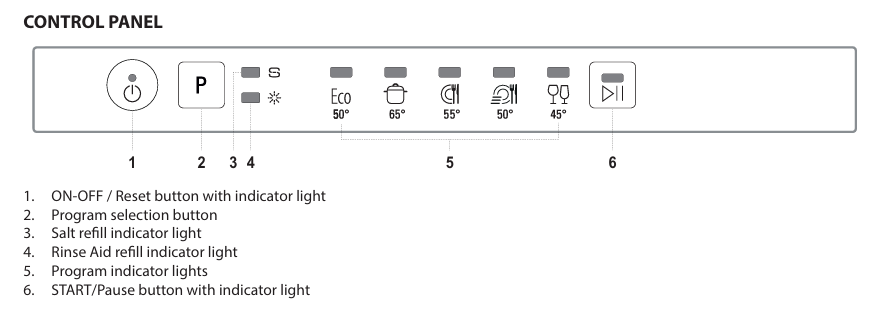 CONTROL PANEL
P
S
Eco
50° 65° 55° 50° 45°
1 2 3 4 5 6
1. ON-OFF / Reset button with indicator light
2. Program selection button
3. Salt refill indicator light
4. Rinse Aid refill indicator light
5. Program indicator lights
6. START/Pause button with indicator light